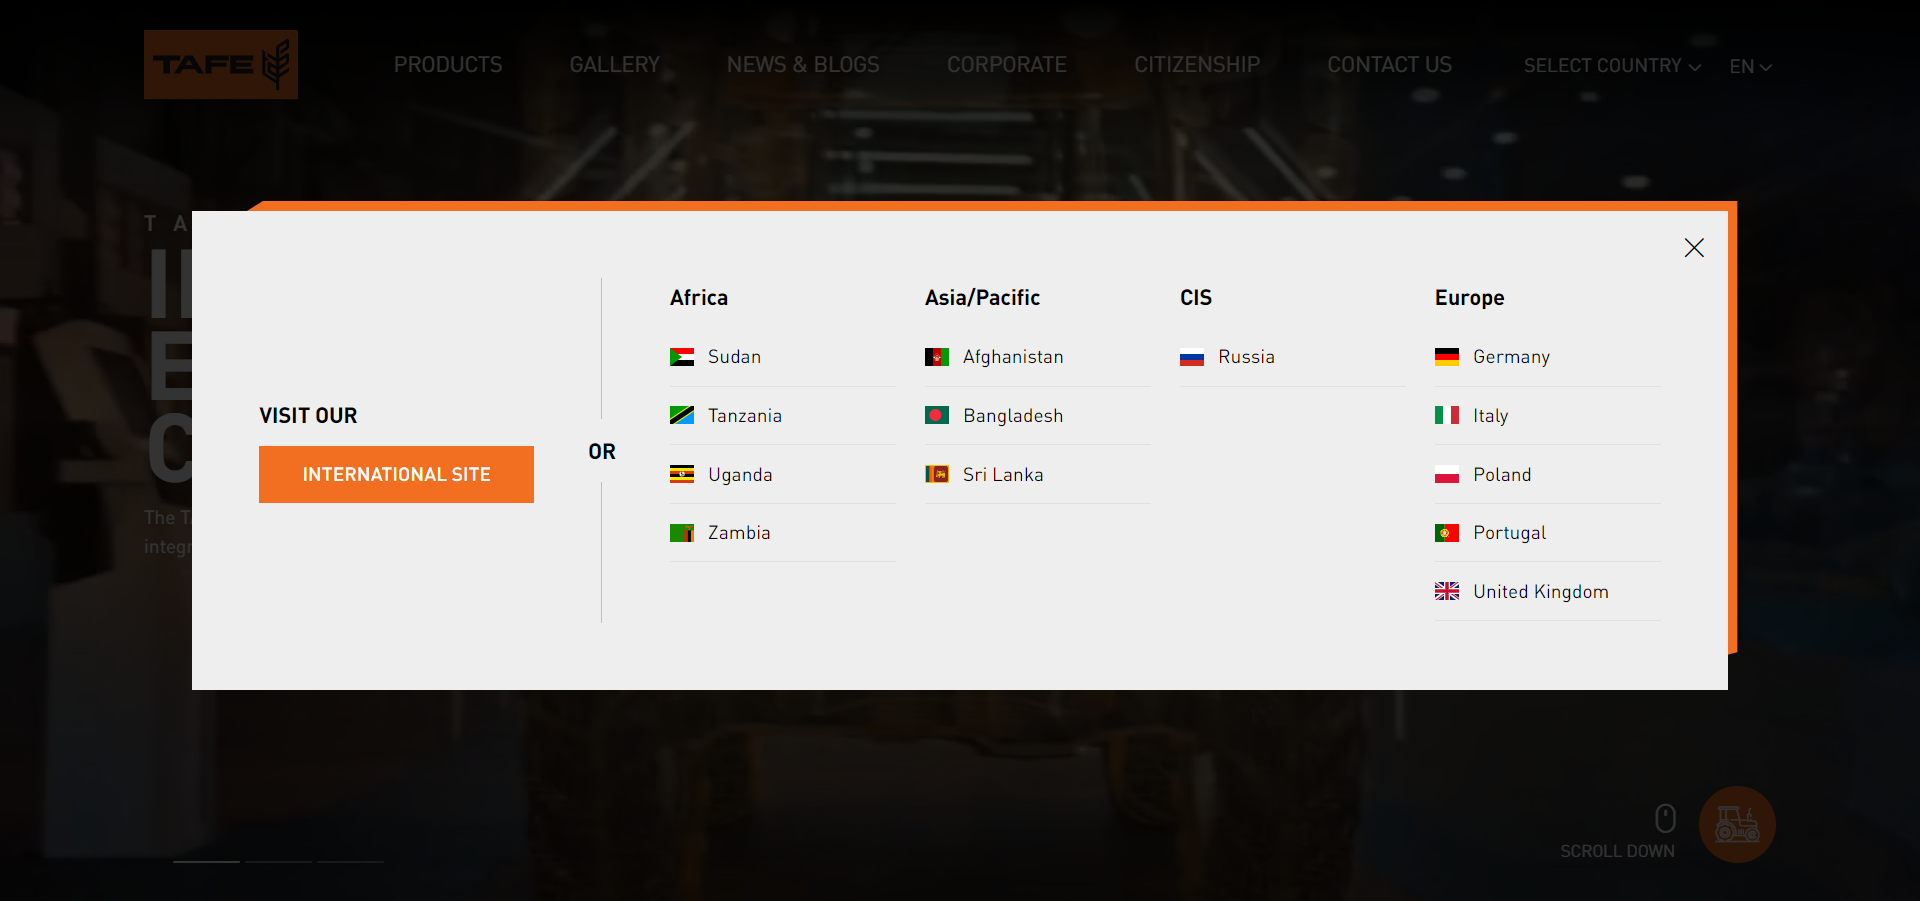 TAFE
PRODUCTS
GALLERY
NEWS & BLOGS
CORPORATE
CITIZENSHIP
CONTACT US
SELECT COUNTRY
EN
VISIT OUR
INTERNATIONAL SITE
OR
Africa
Sudan
Tanzania
Uganda
Zambia
Asia/Pacific
Afghanistan
Bangladesh
Sri Lanka
CIS
Russia
Europe
Germany
Italy
Poland
Portugal
United Kingdom
The
SCROLL DOWN